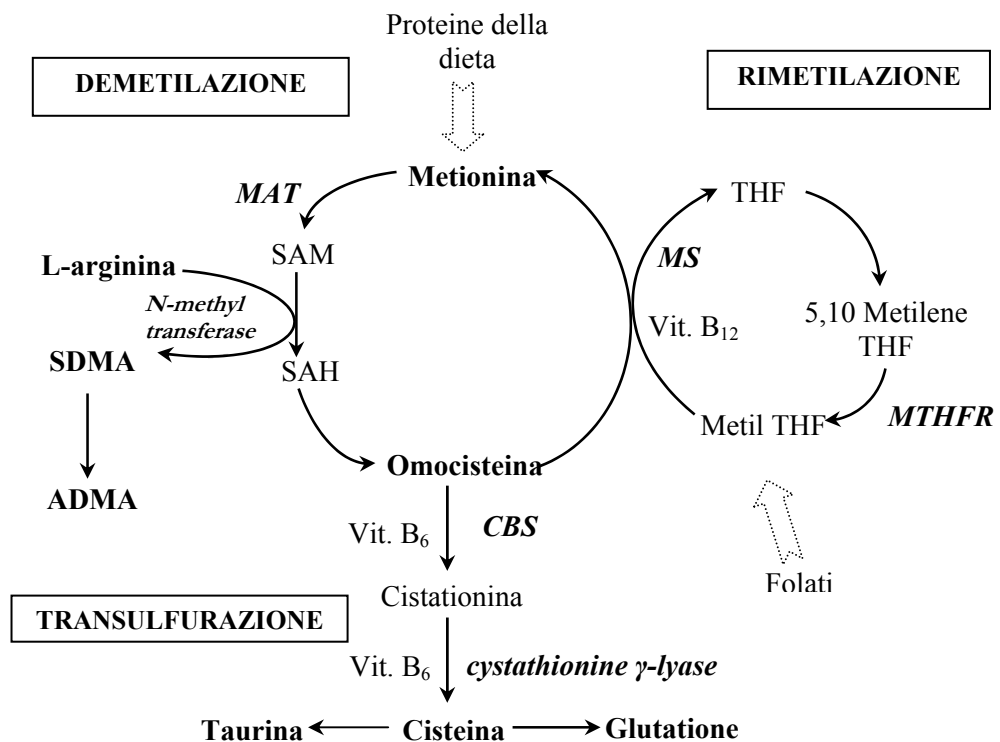 Proteine della
dieta
DEMETILAZIONE
RIMETILAZIONE
Metionina
MAT
THF
SAM
MS
L-arginina
N-methyl
transferase
5,10 Metilene
THF
Vit. B₁₂
SDMA
SAH
Metil THF
MTHFR
Omocisteina
ADMA
Vit. B₆
CBS
Folati
Cistationina
TRANSULFURAZIONE
Vit. B₆
cystathionine γ-lyase
Taurina
Cisteina
Glutatione